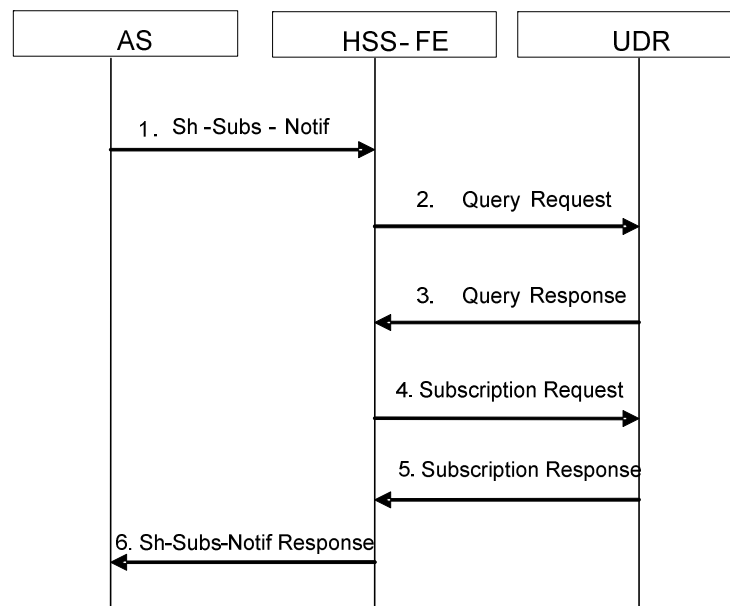 AS
HSS-FE
UDR
1. Sh -Subs - Notif
2. Query Request
3. Query Response
4. Subscription Request
5. Subscription Response
6. Sh-Subs-Notif Response